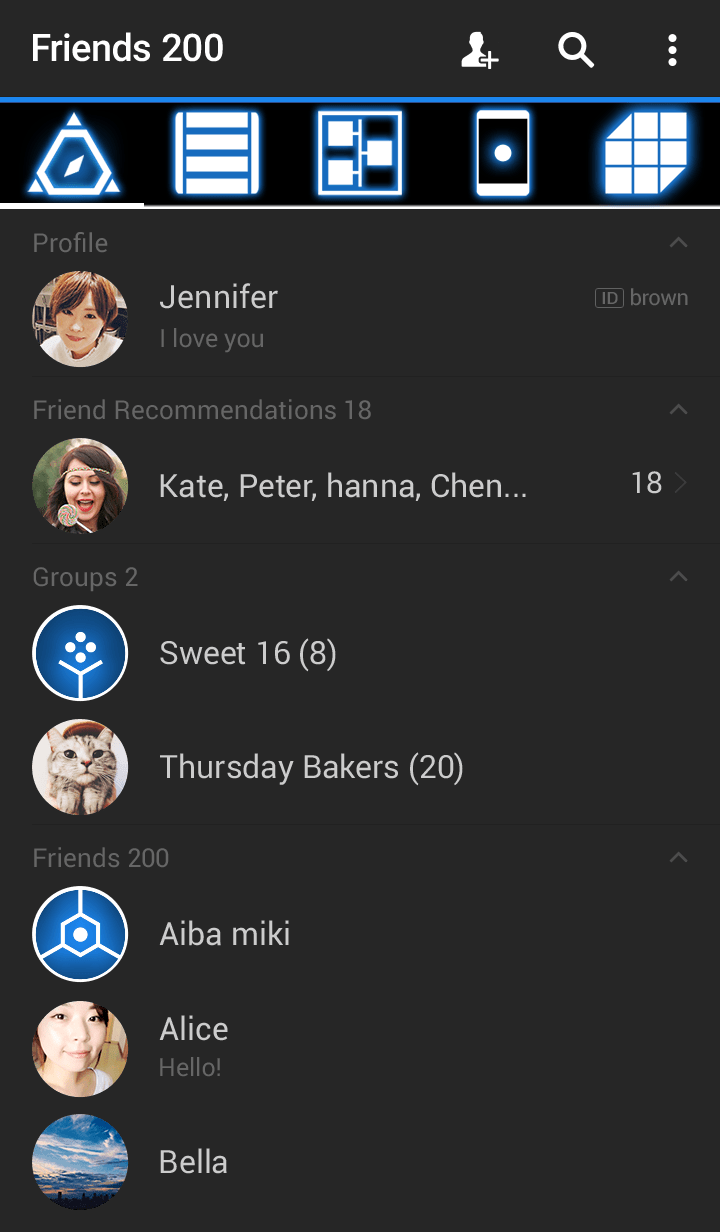 Friends 200
Profile
Jennifer
ID brown
I love you
Friend Recommendations 18
Kate, Peter, hanna, Chen...
18
Groups 2
Sweet 16 (8)
Thursday Bakers (20)
Friends 200
Aiba miki
Alice
Hello!
Bella